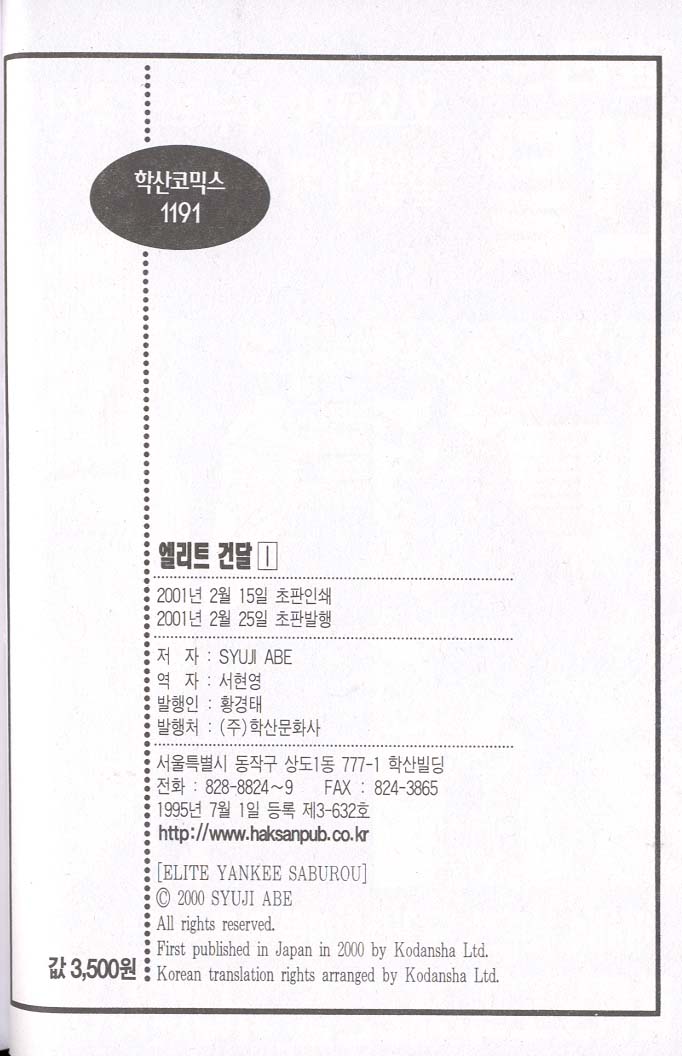 학산코믹스
1191
엘리트 건달 1
2001년 2월 15일 초판인쇄
2001년 2월 25일 초판발행
저 자 : SYUJI ABE
역 자 : 서현영
발행인 : 황경태
발행처 : (주)학산문화사
서울특별시 동작구 상도1동 777-1 학산빌딩
전화 : 828-8824~9 FAX : 824-3865
1995년 7월 1일 등록 제3-632호
http://www.haksanpub.co.kr
[ELITE YANKEE SABUROU]
© 2000 SYUJI ABE
All rights reserved.
First published in Japan in 2000 by Kodansha Ltd.
Korean translation rights arranged by Kodansha Ltd.
값 3,500원